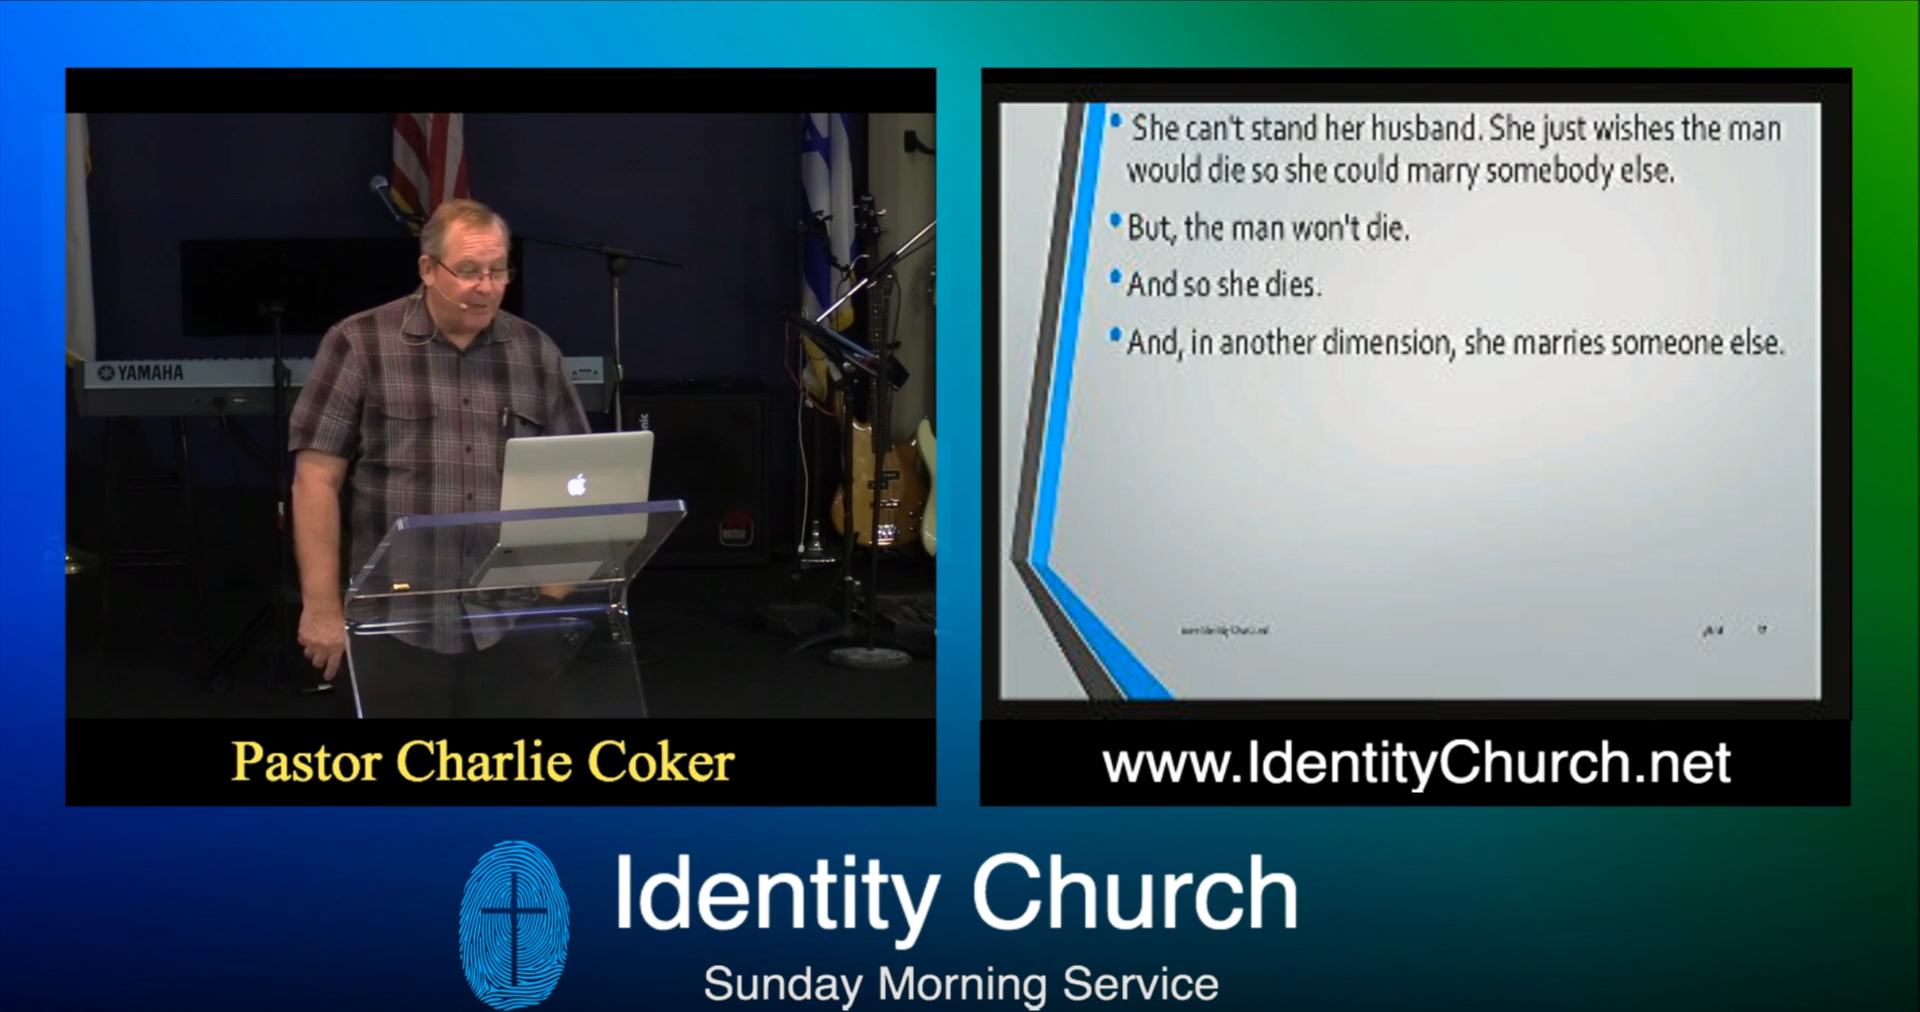 YAMAHA
Pastor Charlie Coker
• She can't stand her husband. She just wishes the man
would die so she could marry somebody else.
• But, the man won't die.
• And so she dies.
• And, in another dimension, she marries someone else.
www.IdentityChurch.net
Identity Church
Sunday Morning Service